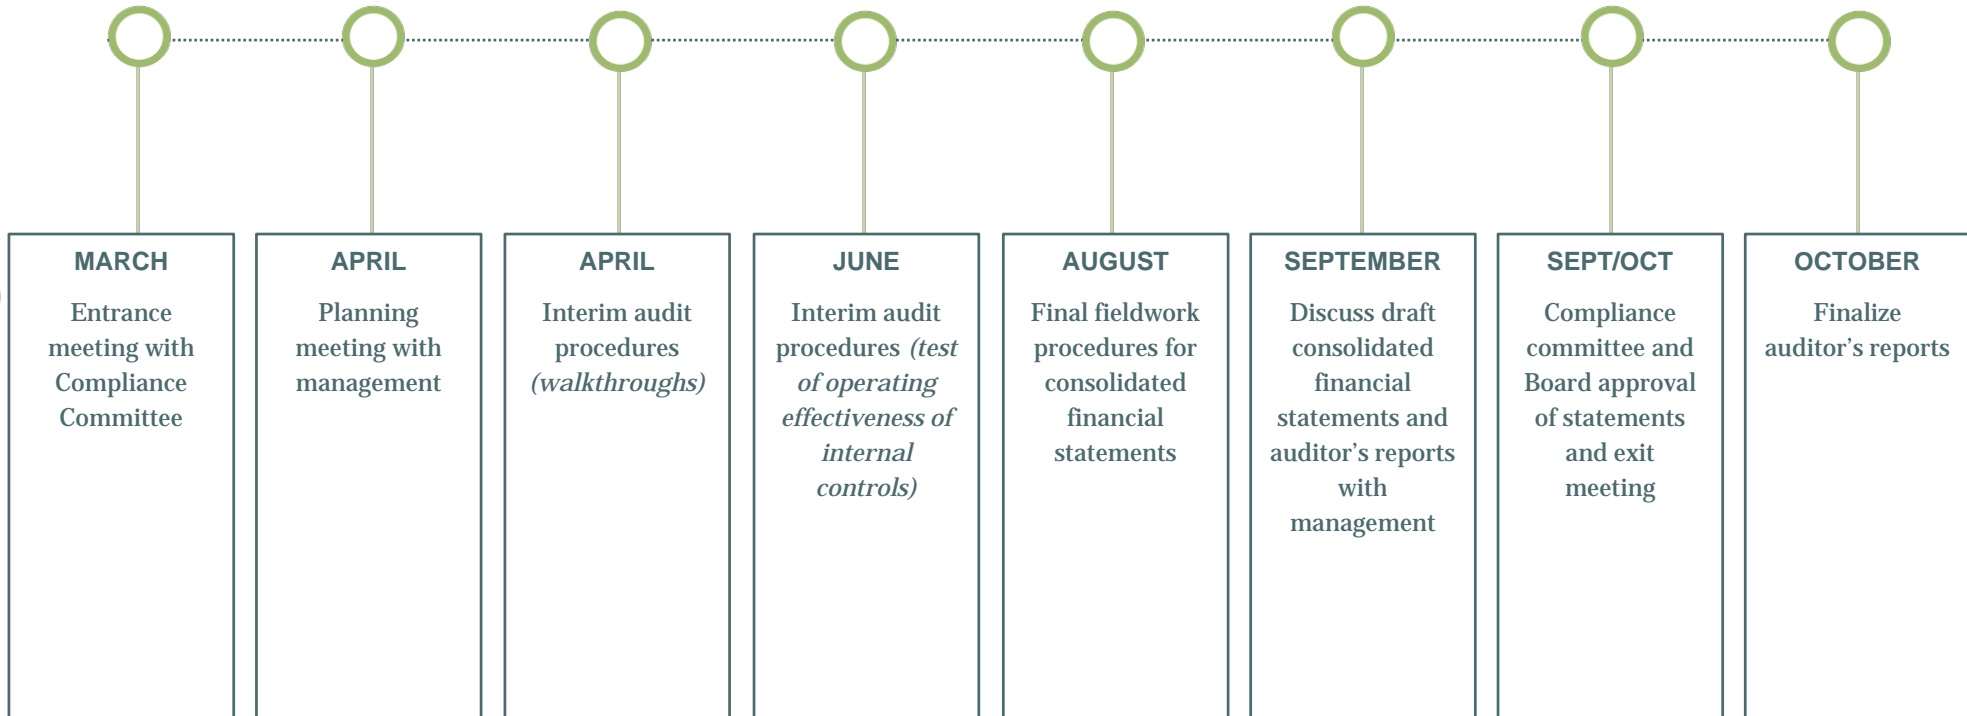 MARCH
Entrance
meeting with
Compliance
Committee
APRIL
Planning
meeting with
management
APRIL
Interim audit
procedures
(walkthroughs)
JUNE
Interim audit
procedures (test
of operating
effectiveness of
internal
controls)
AUGUST
Final fieldwork
procedures for
consolidated
financial
statements
SEPTEMBER
Discuss draft
consolidated
financial
statements and
auditor's reports
with
management
SEPT/OCT
Compliance
committee and
Board approval
of statements
and exit
meeting
OCTOBER
Finalize
auditor's reports